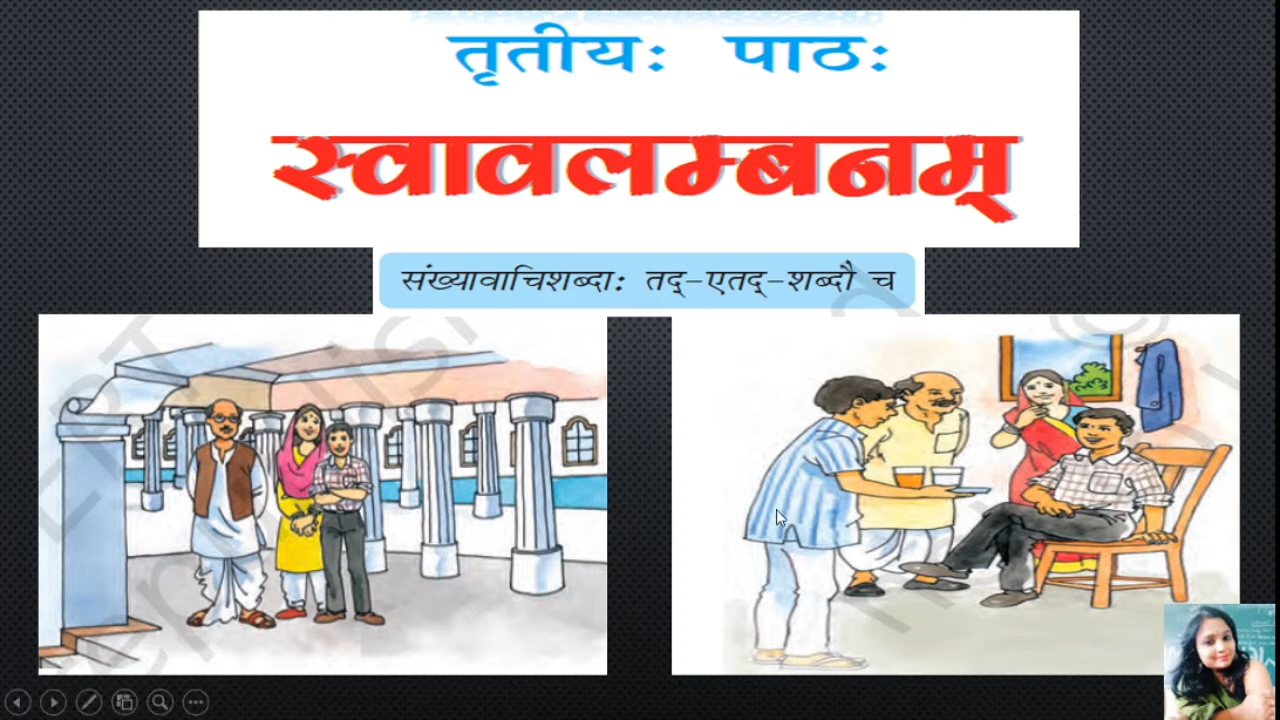 तृतीयः पाठः
स्वावलम्बनम्
संख्यावाचिशब्दाः तद्-एतद्-शब्दौ च